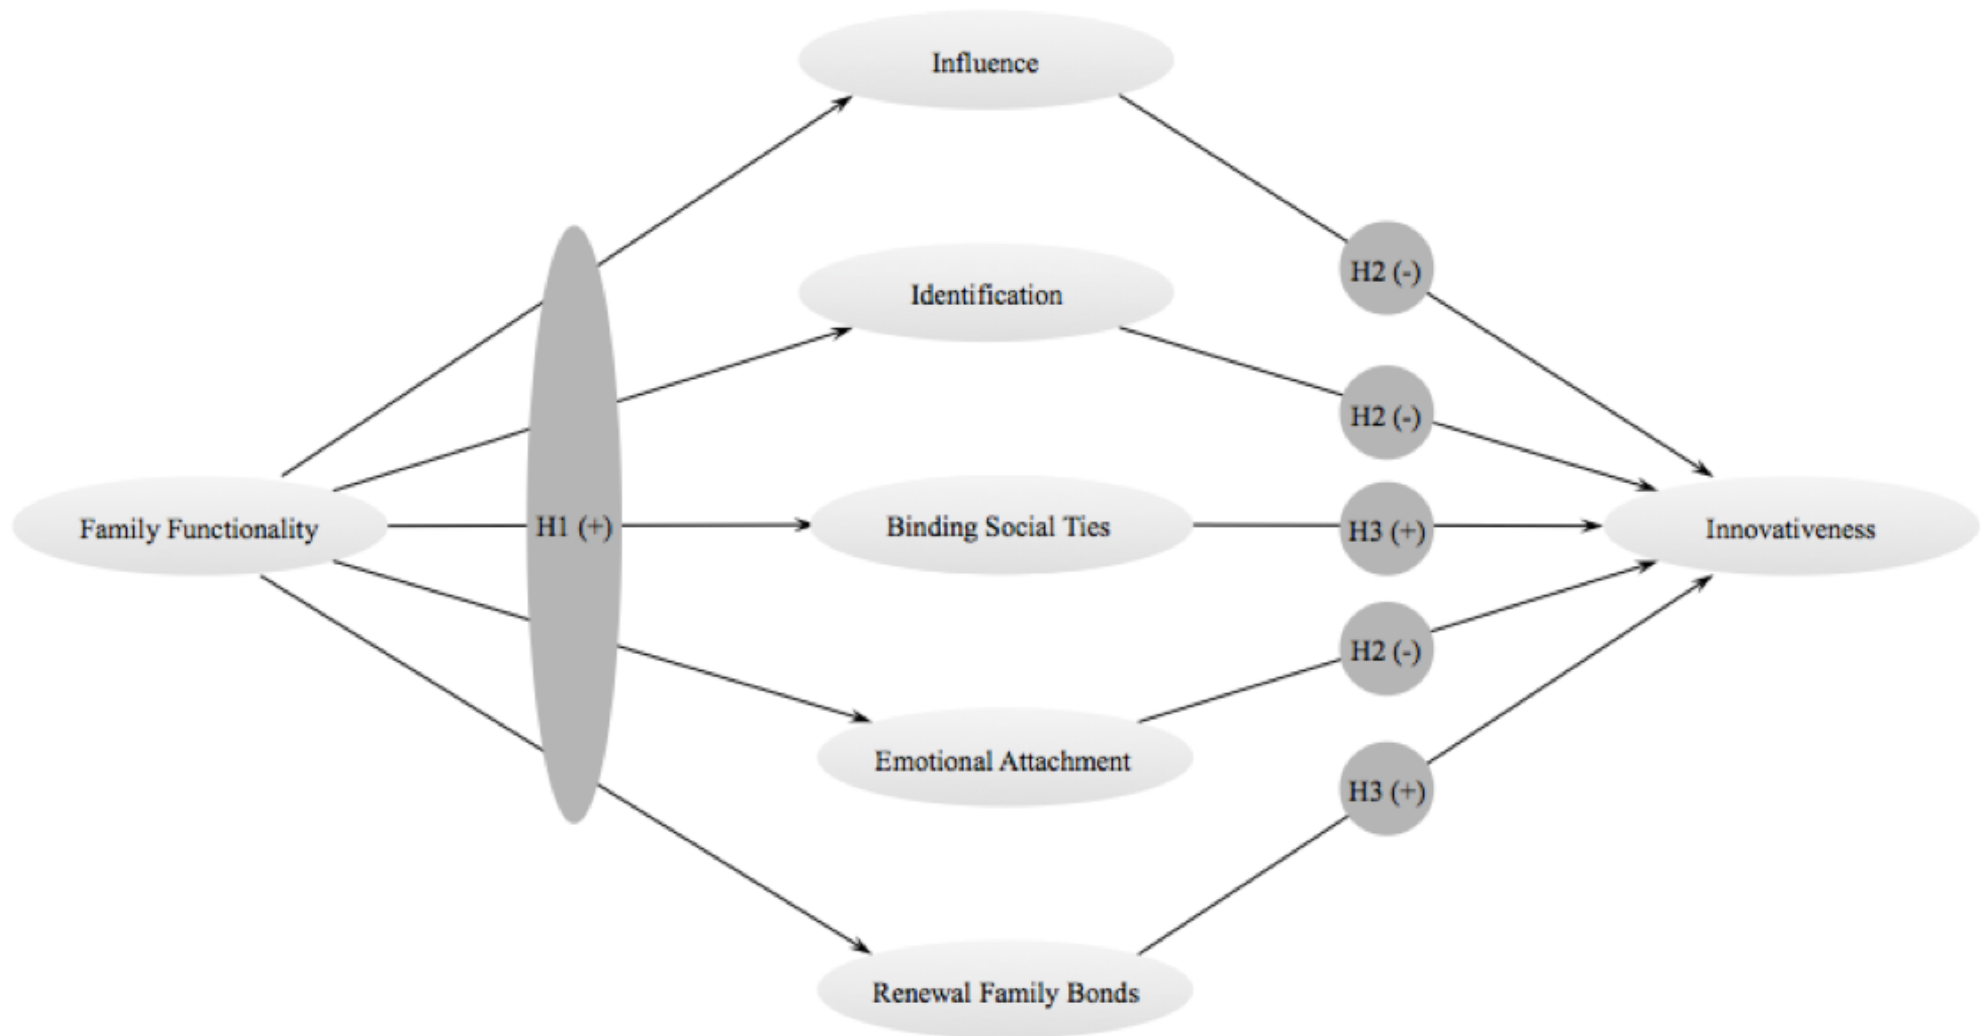 Influence
H2 (-)
Identification
H2 (-)
Family Functionality
H1 (+)
Binding Social Ties
H3 (+)
Innovativeness
H2 (-)
Emotional Attachment
H3 (+)
Renewal Family Bonds